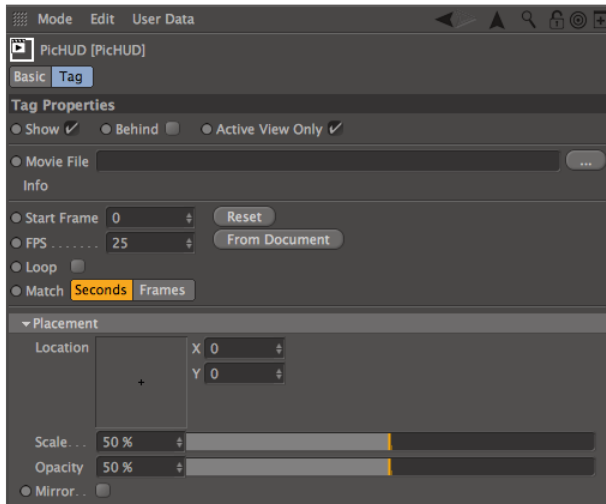 Mode Edit User Data
PicHUD [PicHUD]
Basic Tag
Tag Properties
Show Behind Active View Only
Movie File ...
Info
Start Frame 0 Reset
FPS....... 25 From Document
Loop
Match Seconds Frames
Placement
Location X 0
Y 0
Scale... 50 %
Opacity 50 %
Mirror..